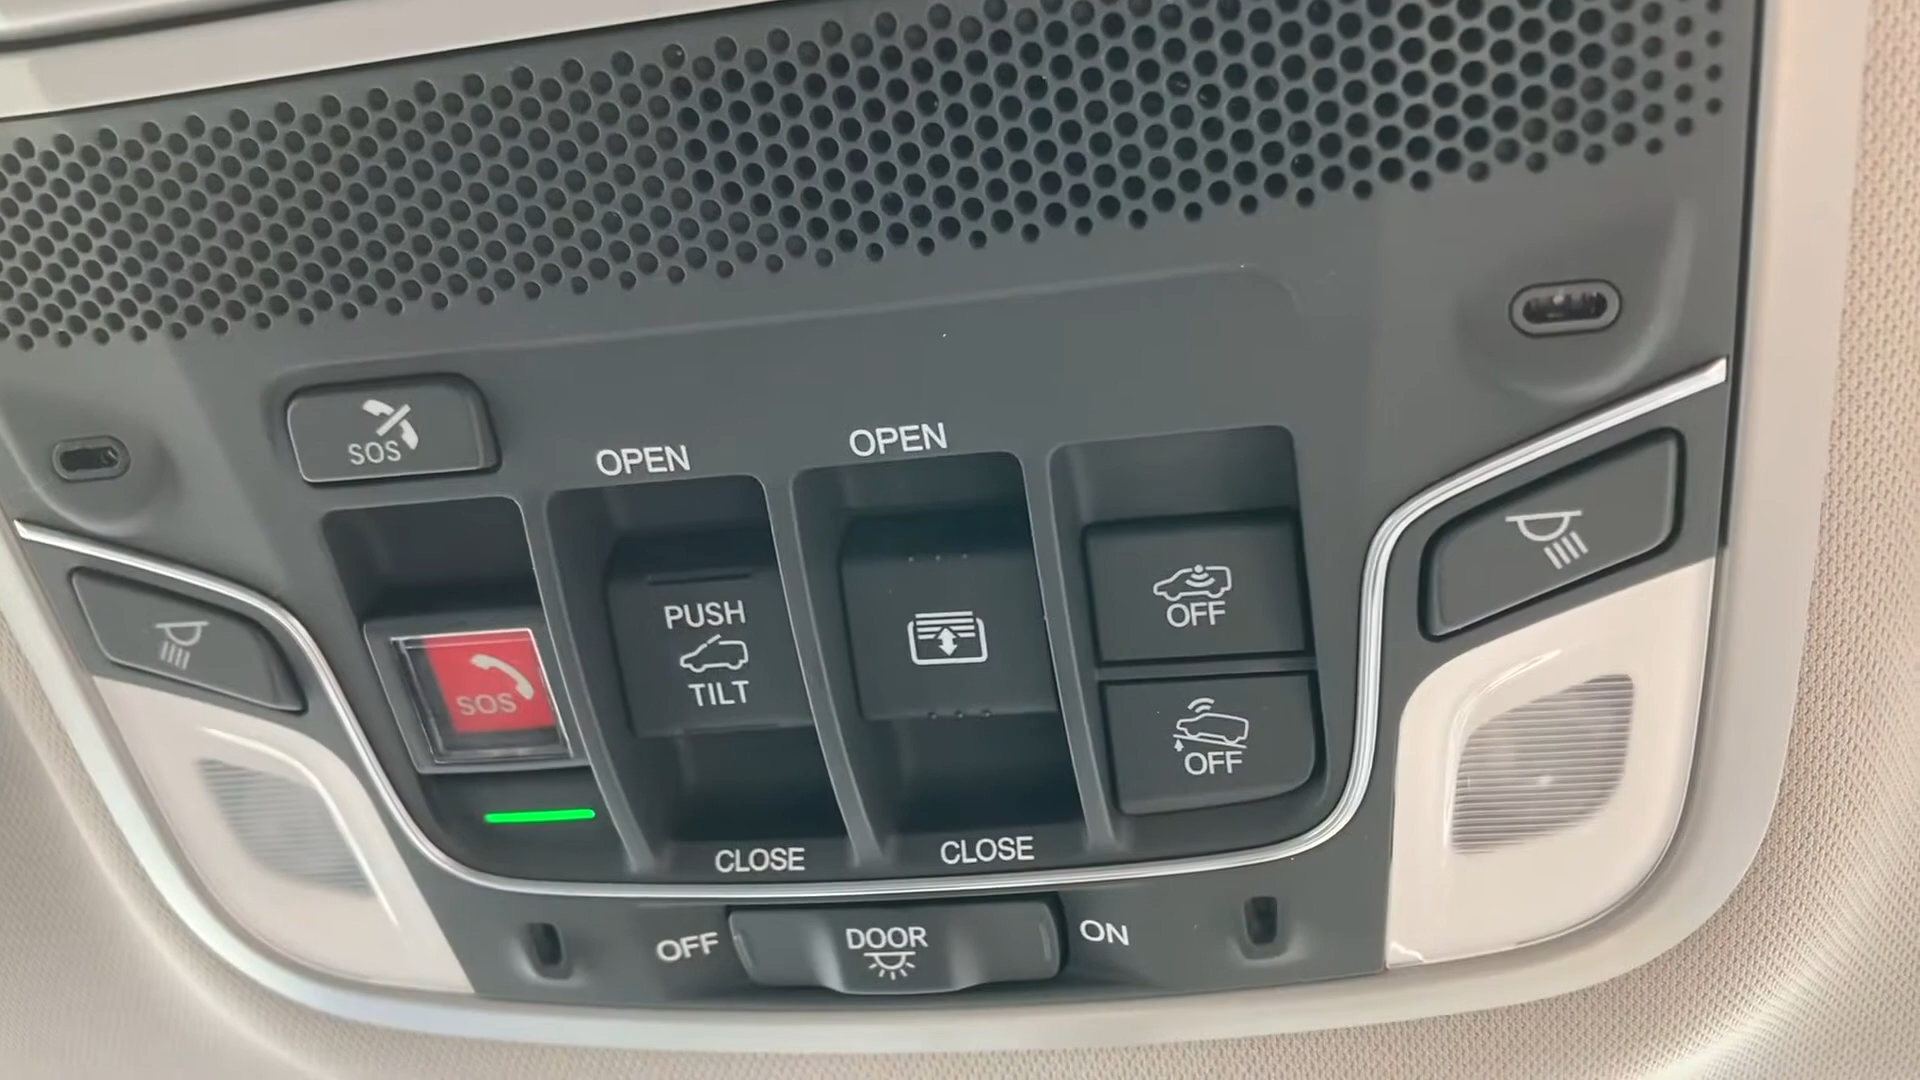 SOS
OPEN
OPEN
SOS
PUSH
TILT
OFF
OFF
CLOSE
CLOSE
OFF
DOOR
ON